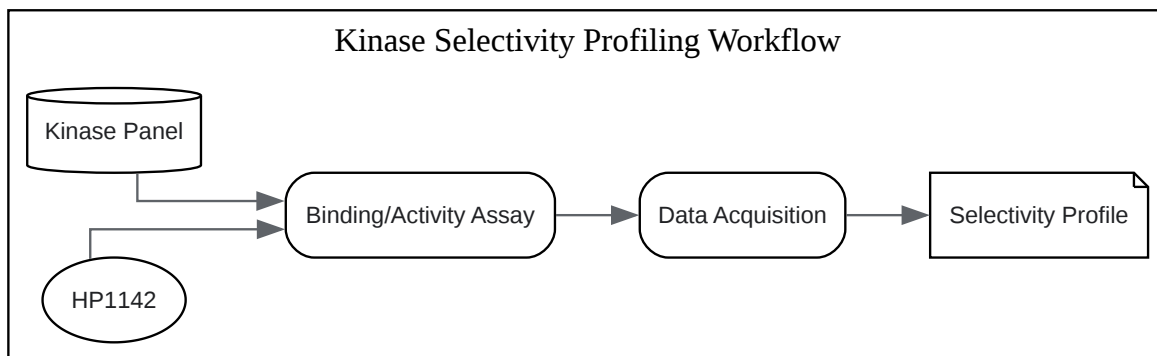 Kinase Selectivity Profiling Workflow
Kinase Panel
HP1142
Binding/Activity Assay
Data Acquisition
Selectivity Profile